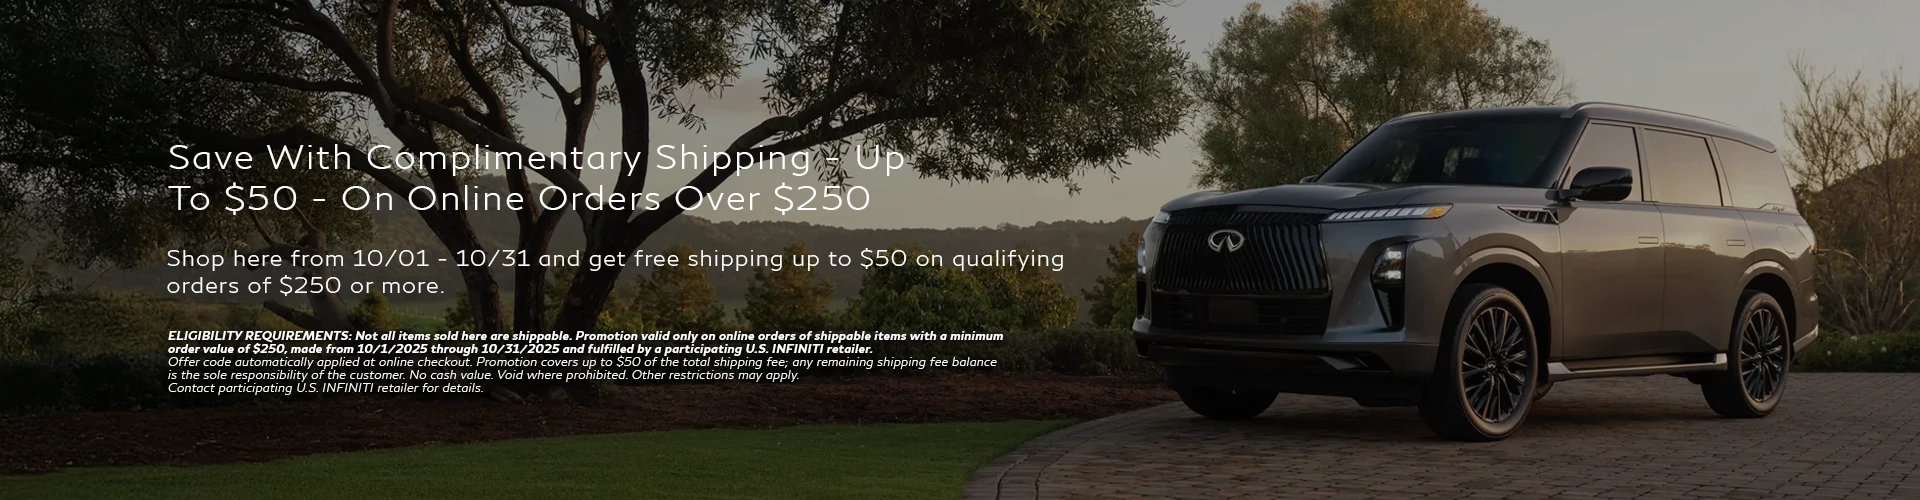 Save With Complimentary Shipping - Up
To $50 - On Online Orders Over $250
Shop here from 10/01 - 10/31 and get free shipping up to $50 on qualifying
orders of $250 or more.
ELIGIBILITY REQUIREMENTS: Not all items sold here are shippable. Promotion valid only on online orders of shippable items with a minimum
order value of $250, made from 10/1/2025 through 10/31/2025 and fulfilled by a participating U.S. INFINITI retailer.
Offer code automatically applied at online checkout. Promotion covers up to $50 of the total shipping fee; any remaining shipping fee balance
is the sole responsibility of the customer. No cash value. Void where prohibited. Other restrictions may apply.
Contact participating U.S. INFINITI retailer for details.